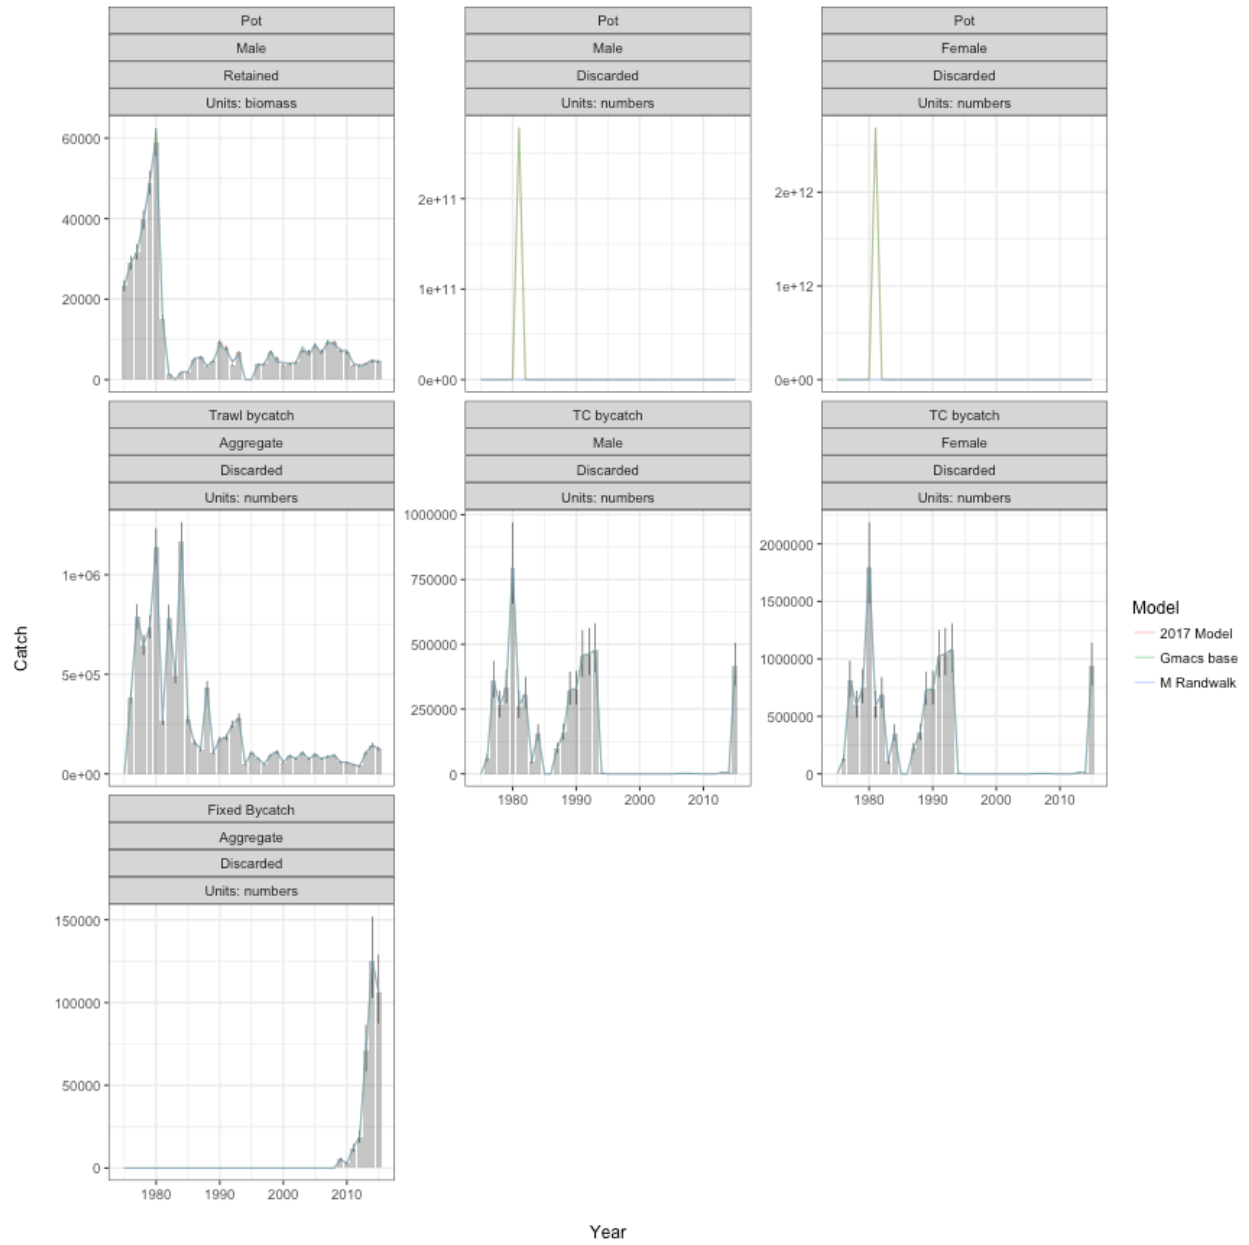 Pot
Male
Retained
Units: biomass
Pot
Male
Discarded
Units: numbers
Pot
Female
Discarded
Units: numbers
60000
40000
20000
0
2e+11
1e+11
0e+00
2e+12
1e+12
0e+00
Trawl bycatch
Aggregate
Discarded
Units: numbers
TC bycatch
Male
Discarded
Units: numbers
TC bycatch
Female
Discarded
Units: numbers
1e+06
5e+05
0e+00
1000000
750000
500000
250000
0
1980 1990 2000 2010
2000000
1500000
1000000
500000
0
1980 1990 2000 2010
Fixed Bycatch
Aggregate
Discarded
Units: numbers
150000
100000
50000
0
1980 1990 2000 2010
Catch
Year
Model
2017 Model
Gmacs base
M Randwalk